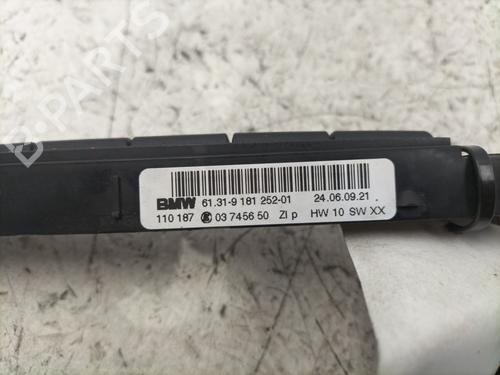 B-PARTS
BMW 61.31-9 181 252-01 24.06.09.21
110 187 03 7456 50 ZI p HW 10 SW XX